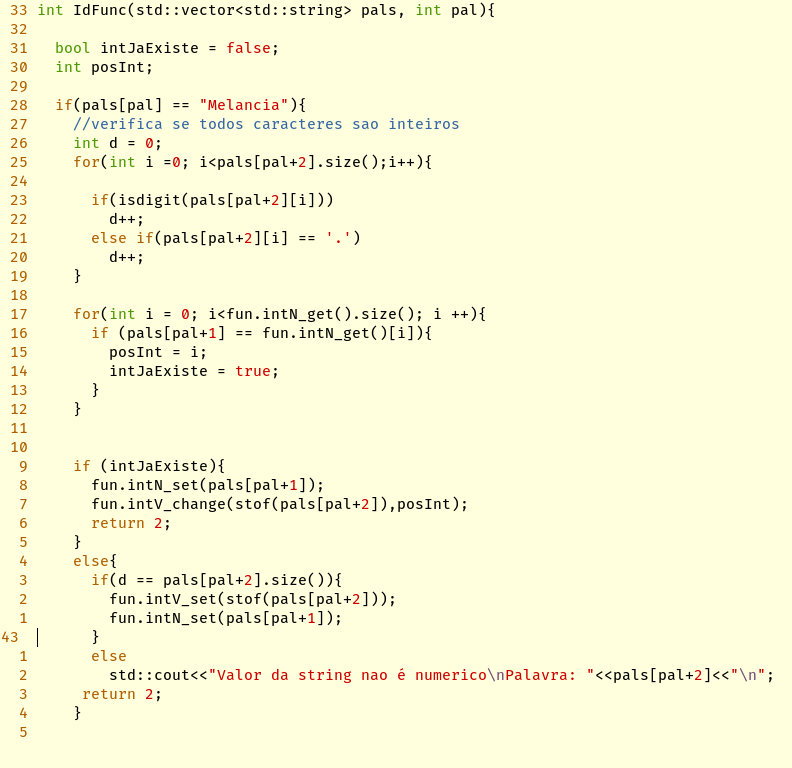 33 int IdFunc(std::vector<std::string> pals, int pal){
32
31   bool intJaExiste = false;
30   int posInt;
29
28   if(pals[pal] == "Melancia"){
27     //verifica se todos caracteres sao inteiros
26     int d = 0;
25     for(int i =0; i<pals[pal+2].size();i++){
24
23       if(isdigit(pals[pal+2][i]))
22         d++;
21       else if(pals[pal+2][i] == '.')
20         d++;
19     }
18
17     for(int i = 0; i<fun.intN_get().size(); i ++){
16       if (pals[pal+1] == fun.intN_get()[i]){
15         posInt = i;
14         intJaExiste = true;
13       }
12     }
11
10
9     if (intJaExiste){
8       fun.intN_set(pals[pal+1]);
7       fun.intV_change(stof(pals[pal+2]),posInt);
6       return 2;
5     }
4     else{
3       if(d == pals[pal+2].size()){
2         fun.intV_set(stof(pals[pal+2]));
1         fun.intN_set(pals[pal+1]);
43       }
1       else
2         std::cout<<"Valor da string nao é numerico\nPalavra: "<<pals[pal+2]<<"\n";
3      return 2;
4     }
5